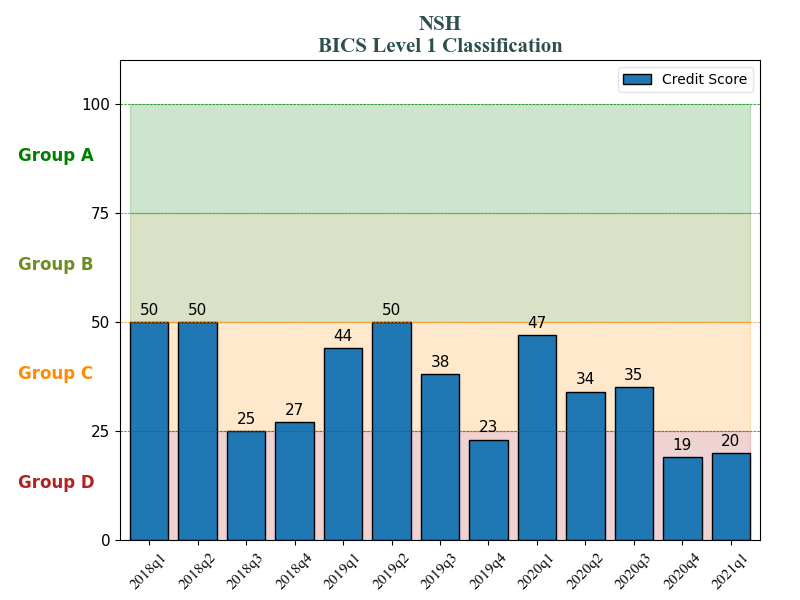 NSH
BICS Level 1 Classification
Credit Score
100
Group A
75
Group B
50
50 50 25 27 44 50 38 23 47 34 35 19 20
Group C
25
Group D
0
2018q1 2018q2 2018q3 2018q4 2019q1 2019q2 2019q3 2019q4 2020q1 2020q2 2020q3 2020q4 2021q1